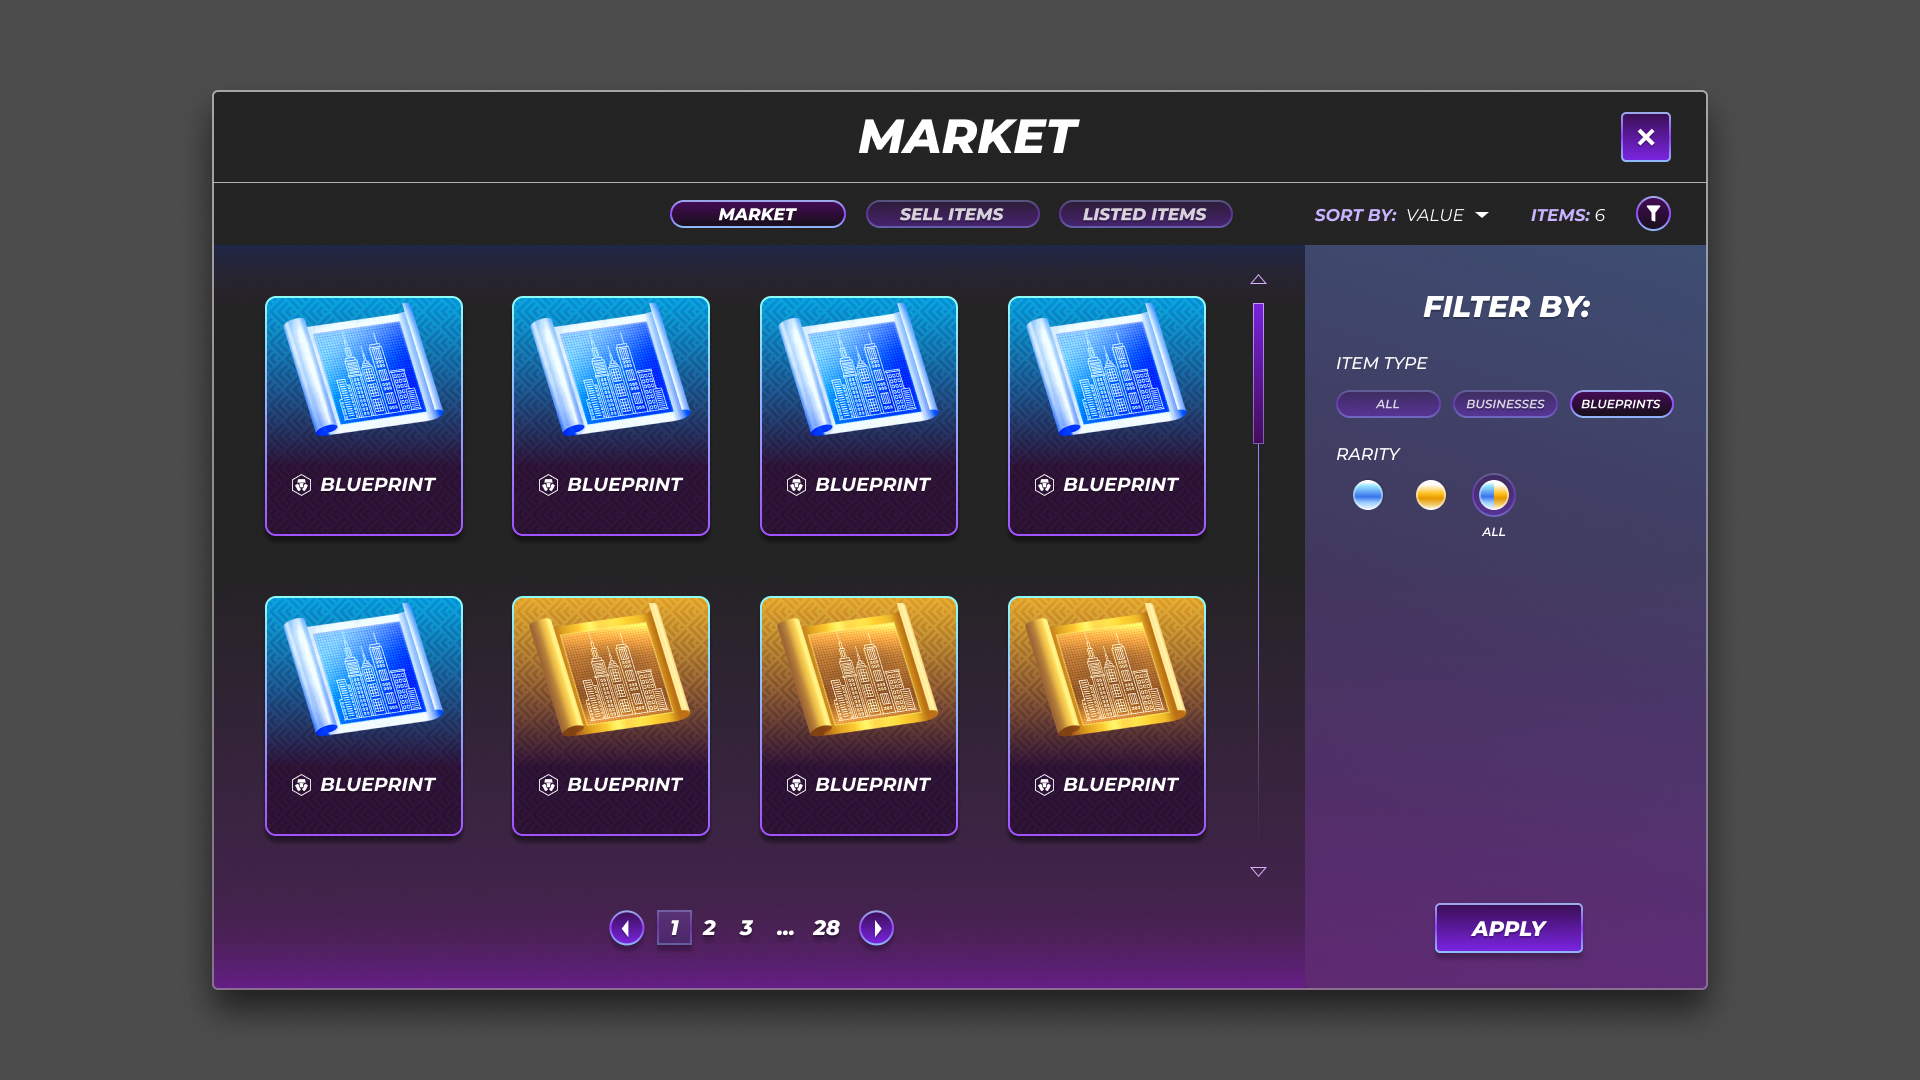 MARKET
MARKET SELL ITEMS LISTED ITEMS SORT BY: VALUE ITEMS: 6
BLUEPRINT BLUEPRINT BLUEPRINT BLUEPRINT
BLUEPRINT BLUEPRINT BLUEPRINT BLUEPRINT
1 2 3 ... 28
FILTER BY:
ITEM TYPE
ALL BUSINESSES BLUEPRINTS
RARITY
ALL
APPLY